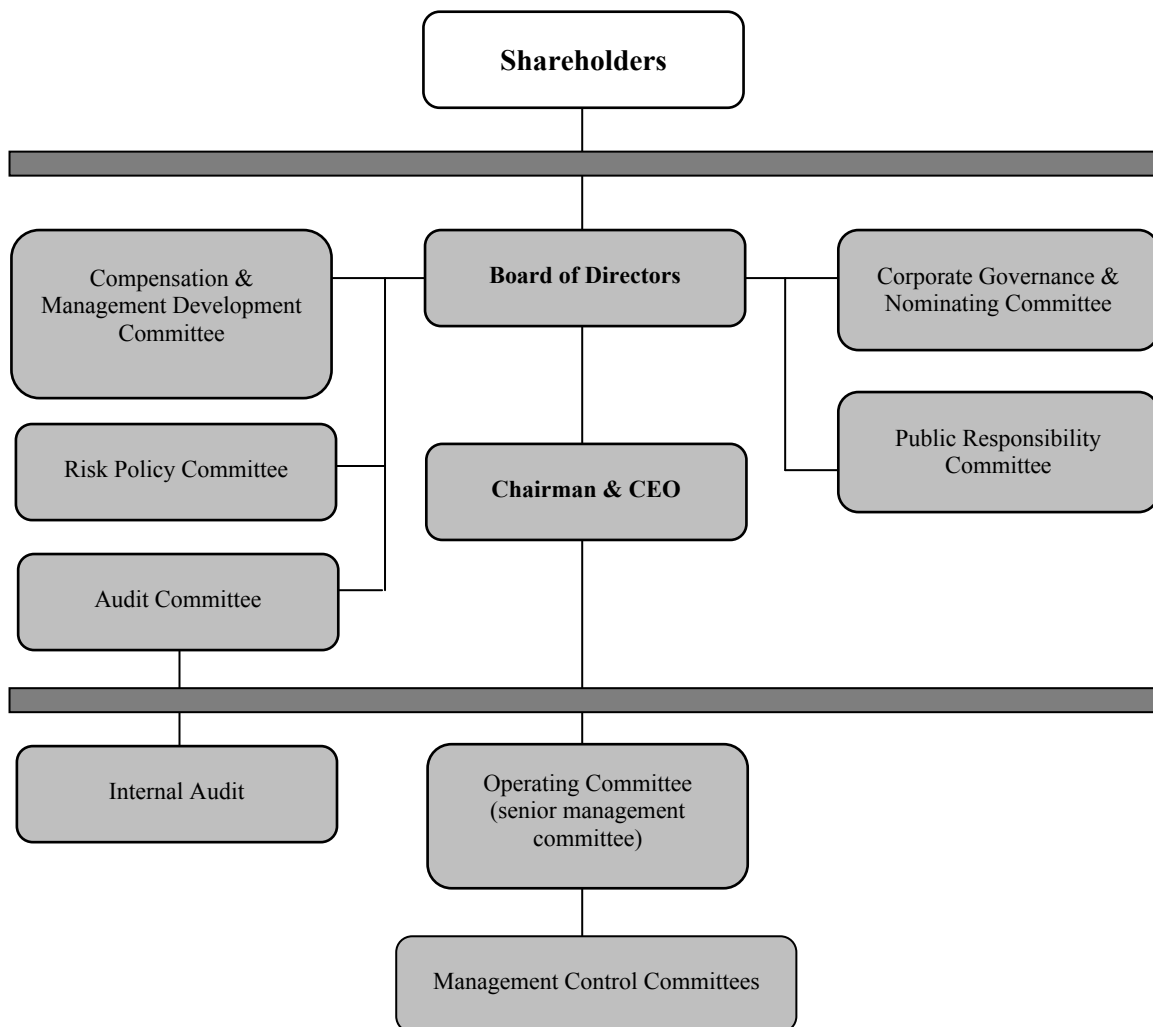 Shareholders
Compensation &
Management Development
Committee
Board of Directors
Corporate Governance &
Nominating Committee
Risk Policy Committee
Chairman & CEO
Public Responsibility
Committee
Audit Committee
Internal Audit
Operating Committee
(senior management
committee)
Management Control Committees